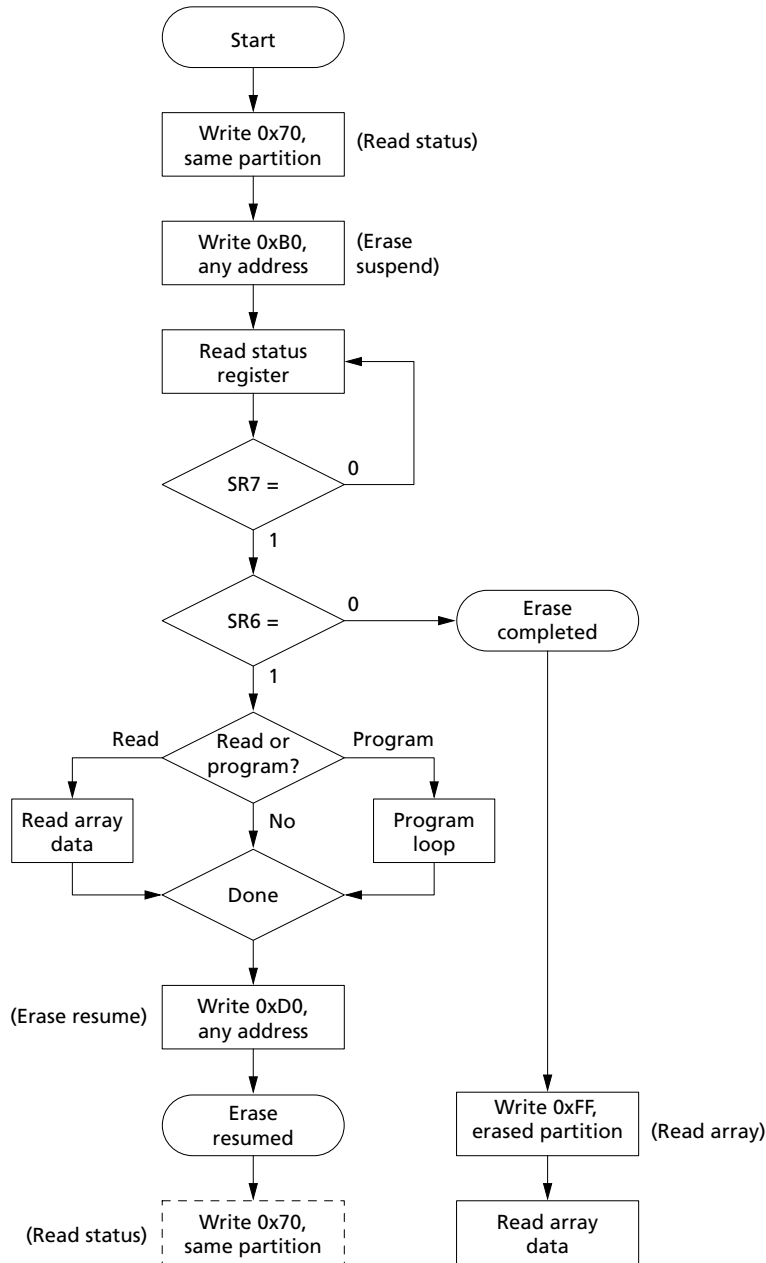 Start
Write 0x70,
same partition
(Read status)
Write 0xB0,
any address
(Erase
suspend)
Read status
register
SR7 =
0
1
SR6 =
0
Erase
completed
1
Read
Read or
program?
Program
Read array
data
No
Program
loop
Done
(Erase resume)
Write 0xD0,
any address
Erase
resumed
Write 0xFF,
erased partition
(Read array)
(Read status)
Write 0x70,
same partition
Read array
data